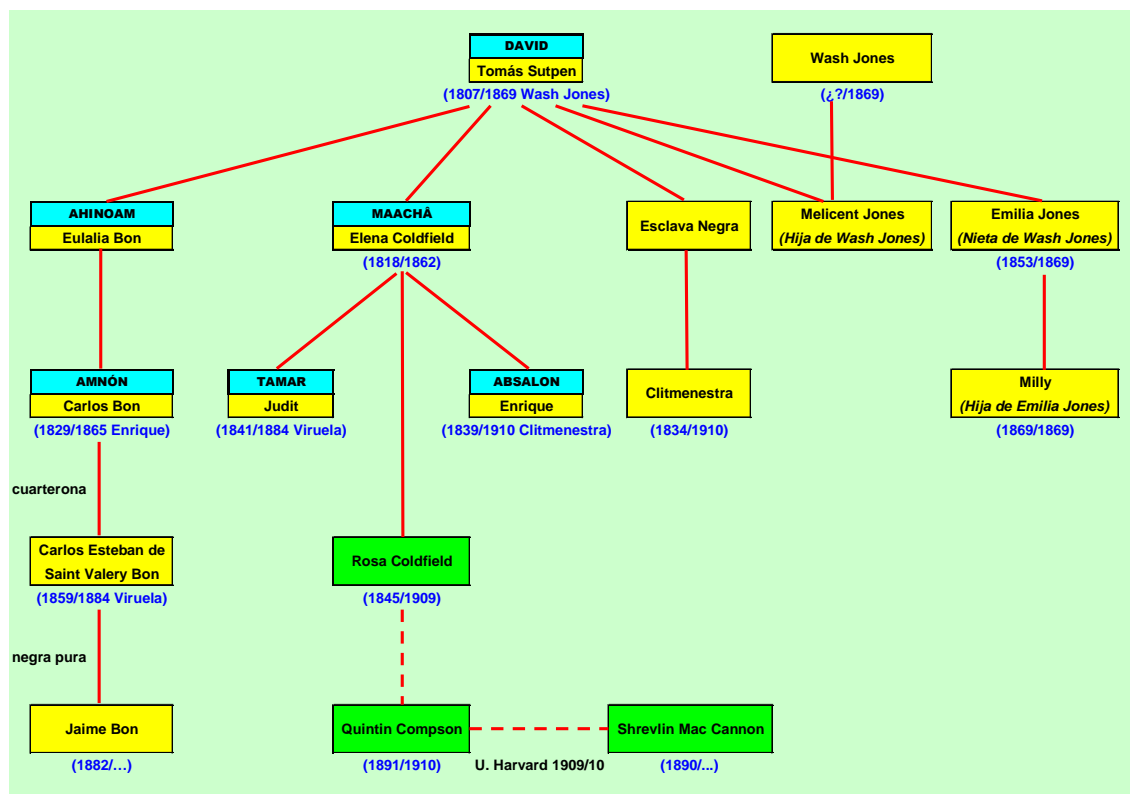 DAVID
Tomás Sutpen
(1807/1869 Wash Jones)
Wash Jones
(¿?/1869)
AHINOAM
Eulalia Bon
MAACHÅ
Elena Coldfield
(1818/1862)
Esclava Negra
Melicent Jones
(Hija de Wash Jones)
Emilia Jones
(Nieta de Wash Jones)
(1853/1869)
AMNÓN
Carlos Bon
(1829/1865 Enrique)
TAMAR
Judit
(1841/1884 Viruela)
ABSALON
Enrique
(1839/1910 Clitmenestra)
Clitmenestra
(1834/1910)
Milly
(Hija de Emilia Jones)
(1869/1869)
cuarterona
Carlos Esteban de
Saint Valery Bon
(1859/1884 Viruela)
Rosa Coldfield
(1845/1909)
negra pura
Jaime Bon
(1882/…)
Quintin Compson
(1891/1910)
U. Harvard 1909/10
Shrevlin Mac Cannon
(1890/...)